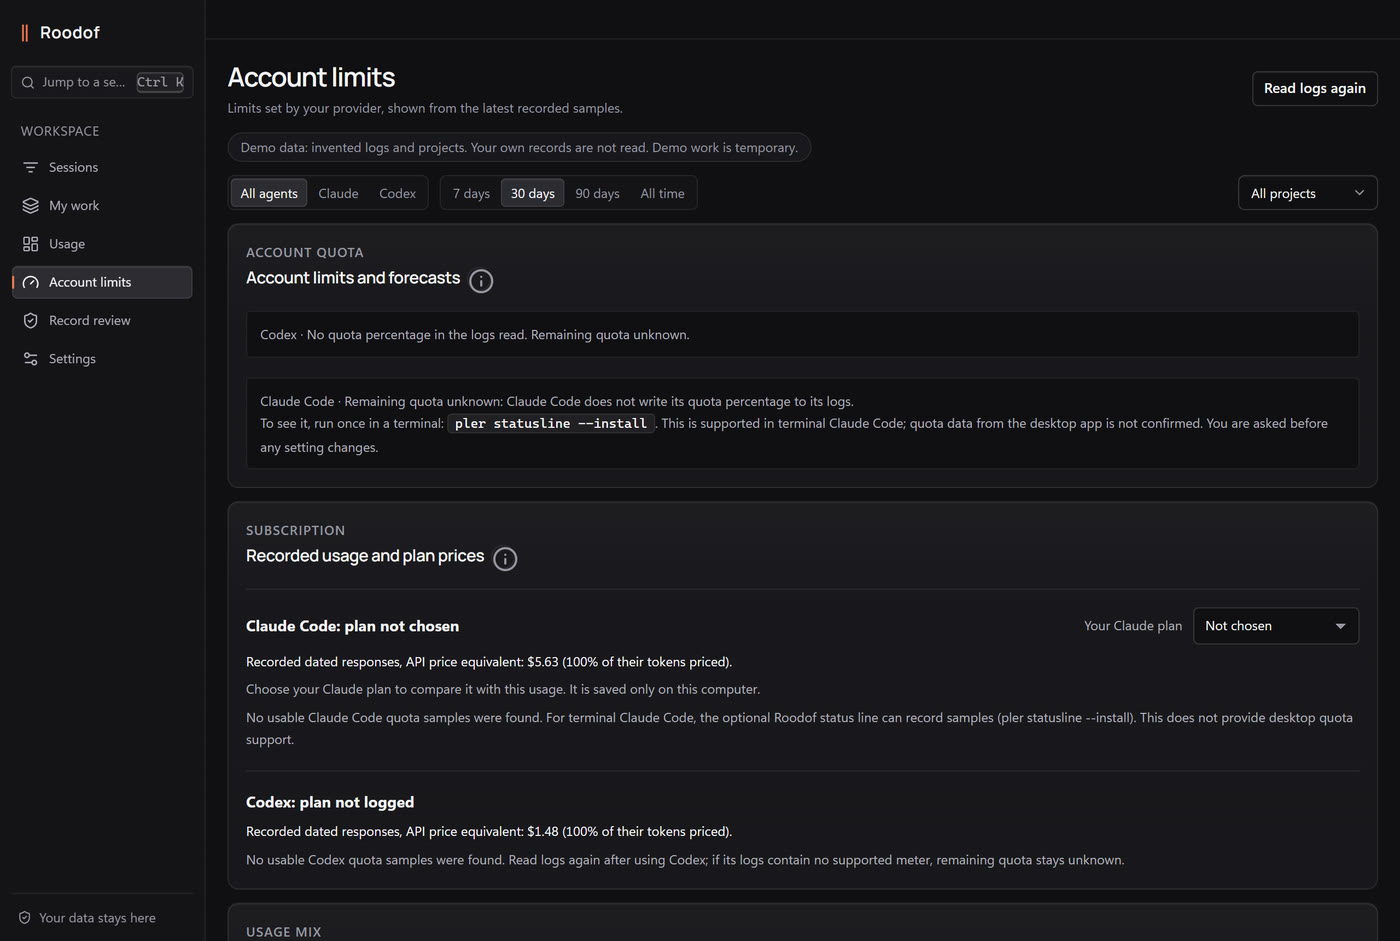 Roodof
Jump to a se... Ctrl K
WORKSPACE
Sessions
My work
Usage
Account limits
Record review
Settings
Your data stays here
Account limits
Limits set by your provider, shown from the latest recorded samples.
Read logs again
Demo data: invented logs and projects. Your own records are not read. Demo work is temporary.
All agents Claude Codex 7 days 30 days 90 days All time All projects
ACCOUNT QUOTA
Account limits and forecasts
Codex · No quota percentage in the logs read. Remaining quota unknown.
Claude Code · Remaining quota unknown: Claude Code does not write its quota percentage to its logs.
To see it, run once in a terminal: pler statusline --install. This is supported in terminal Claude Code; quota data from the desktop app is not confirmed. You are asked before
any setting changes.
SUBSCRIPTION
Recorded usage and plan prices
Claude Code: plan not chosen
Your Claude plan Not chosen
Recorded dated responses, API price equivalent: $5.63 (100% of their tokens priced).
Choose your Claude plan to compare it with this usage. It is saved only on this computer.
No usable Claude Code quota samples were found. For terminal Claude Code, the optional Roodof status line can record samples (pler statusline --install). This does not provide desktop quota
support.
Codex: plan not logged
Recorded dated responses, API price equivalent: $1.48 (100% of their tokens priced).
No usable Codex quota samples were found. Read logs again after using Codex; if its logs contain no supported meter, remaining quota stays unknown.
USAGE MIX